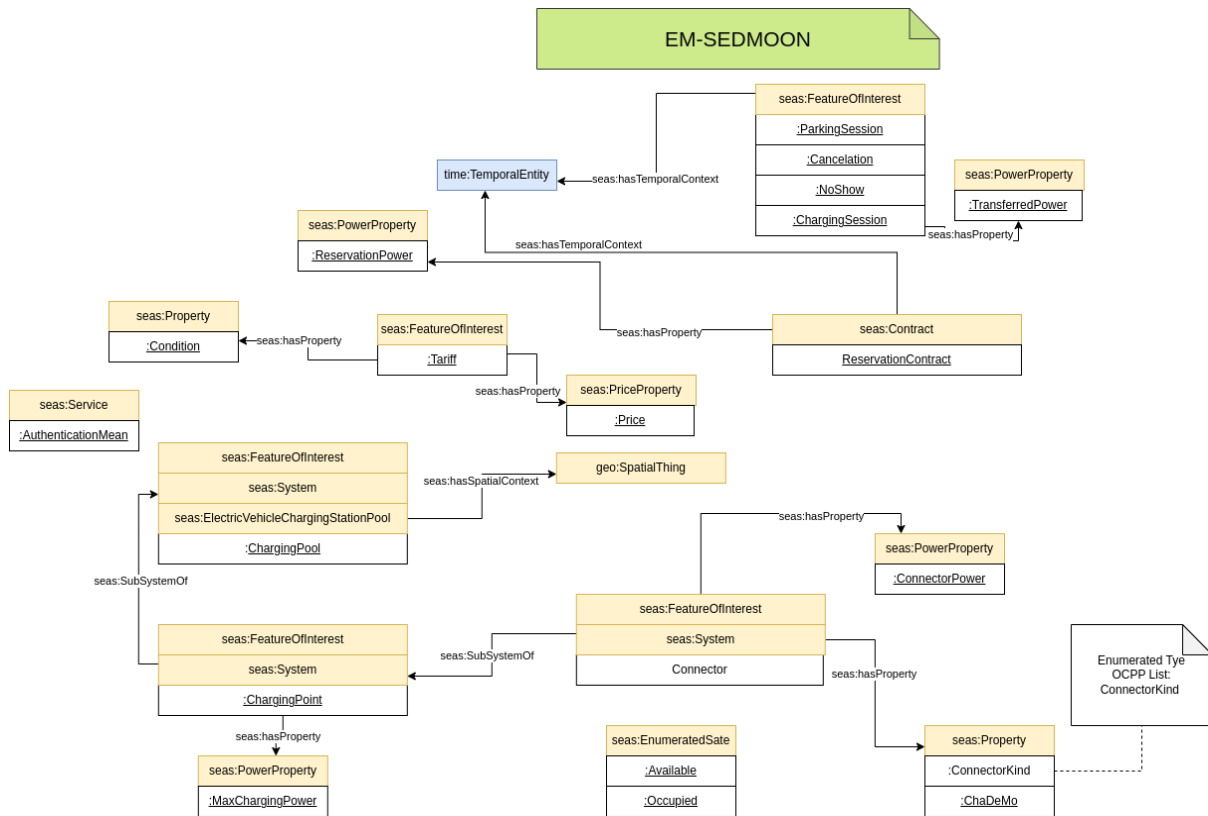 EM-SEDMOON
seas:FeatureOfInterest
:ParkingSession
:Cancelation
:NoShow
:ChargingSession
time:TemporalEntity
seas:hasTemporalContext
seas:PowerProperty
:TransferredPower
seas:hasProperty
seas:PowerProperty
:ReservationPower
seas:hasTemporalContext
seas:hasProperty
seas:Contract
ReservationContract
seas:Property
:Condition
seas:hasProperty
seas:FeatureOfInterest
:Tariff
seas:hasProperty
seas:PriceProperty
:Price
seas:Service
:AuthenticationMean
seas:FeatureOfInterest
seas:System
seas:ElectricVehicleChargingStationPool
:ChargingPool
seas:hasSpatialContext
geo:SpatialThing
seas:hasProperty
seas:PowerProperty
:ConnectorPower
seas:SubSystemOf
seas:FeatureOfInterest
seas:System
Connector
seas:FeatureOfInterest
seas:System
:ChargingPoint
seas:SubSystemOf
seas:hasProperty
Enumerated Tye
OCPP List:
ConnectorKind
seas:hasProperty
seas:PowerProperty
:MaxChargingPower
seas:EnumeratedSate
:Available
:Occupied
seas:Property
:ConnectorKind
:ChaDeMo